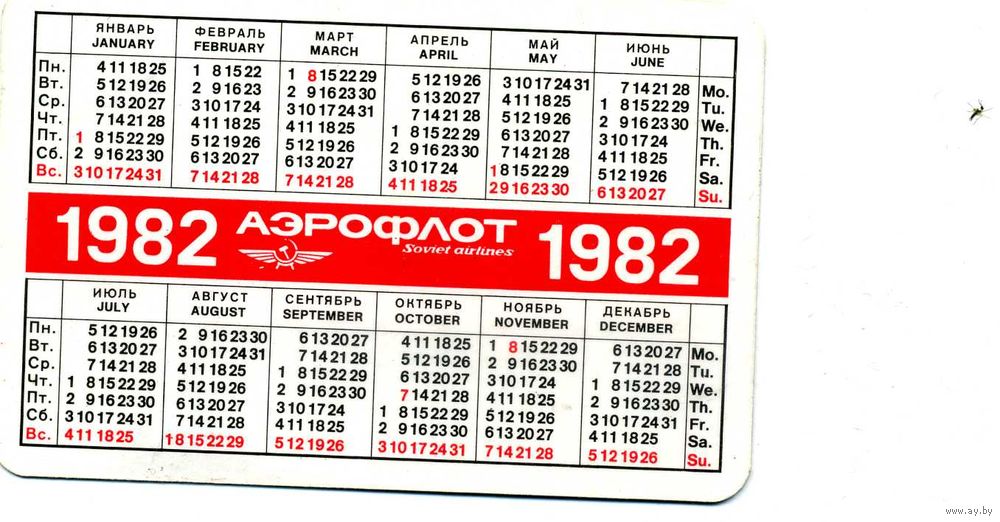 ЯНВАРЬ ФЕВРАЛЬ МАРТ АПРЕЛЬ МАЙ ИЮНЬ
JANUARY FEBRUARY MARCH APRIL MAY JUNE
Пн. 4 11 18 25 1 8 15 22 1 8 15 22 29 5 12 19 26 3 10 17 24 31 7 14 21 28 Mo.
Вт. 5 12 19 26 2 9 16 23 2 9 16 23 30 6 13 20 27 4 11 18 25 1 8 15 22 29 Tu.
Ср. 6 13 20 27 3 10 17 24 3 10 17 24 31 7 14 21 28 5 12 19 26 2 9 16 23 30 We.
Чт. 7 14 21 28 4 11 18 25 4 11 18 25 1 8 15 22 29 6 13 20 27 3 10 17 24 Th.
Пт. 1 8 15 22 29 5 12 19 26 5 12 19 26 2 9 16 23 30 7 14 21 28 4 11 18 25 Fr.
Сб. 2 9 16 23 30 6 13 20 27 6 13 20 27 3 10 17 24 1 8 15 22 29 5 12 19 26 Sa.
Вс. 3 10 17 24 31 7 14 21 28 7 14 21 28 4 11 18 25 2 9 16 23 30 6 13 20 27 Su.
1982 АЭРОФЛОТ 1982
Soviet airlines
ИЮЛЬ АВГУСТ СЕНТЯБРЬ ОКТЯБРЬ НОЯБРЬ ДЕКАБРЬ
JULY AUGUST SEPTEMBER OCTOBER NOVEMBER DECEMBER
Пн. 5 12 19 26 2 9 16 23 30 6 13 20 27 4 11 18 25 1 8 15 22 29 6 13 20 27 Mo.
Вт. 6 13 20 27 3 10 17 24 31 7 14 21 28 5 12 19 26 2 9 16 23 30 7 14 21 28 Tu.
Ср. 7 14 21 28 4 11 18 25 1 8 15 22 29 6 13 20 27 3 10 17 24 1 8 15 22 29 We.
Чт. 1 8 15 22 29 5 12 19 26 2 9 16 23 30 7 14 21 28 4 11 18 25 2 9 16 23 30 Th.
Пт. 2 9 16 23 30 6 13 20 27 3 10 17 24 1 8 15 22 29 5 12 19 26 3 10 17 24 31 Fr.
Сб. 3 10 17 24 31 7 14 21 28 4 11 18 25 2 9 16 23 30 6 13 20 27 4 11 18 25 Sa.
Вс. 4 11 18 25 1 8 15 22 29 5 12 19 26 3 10 17 24 31 7 14 21 28 5 12 19 26 Su.
www.ay.by